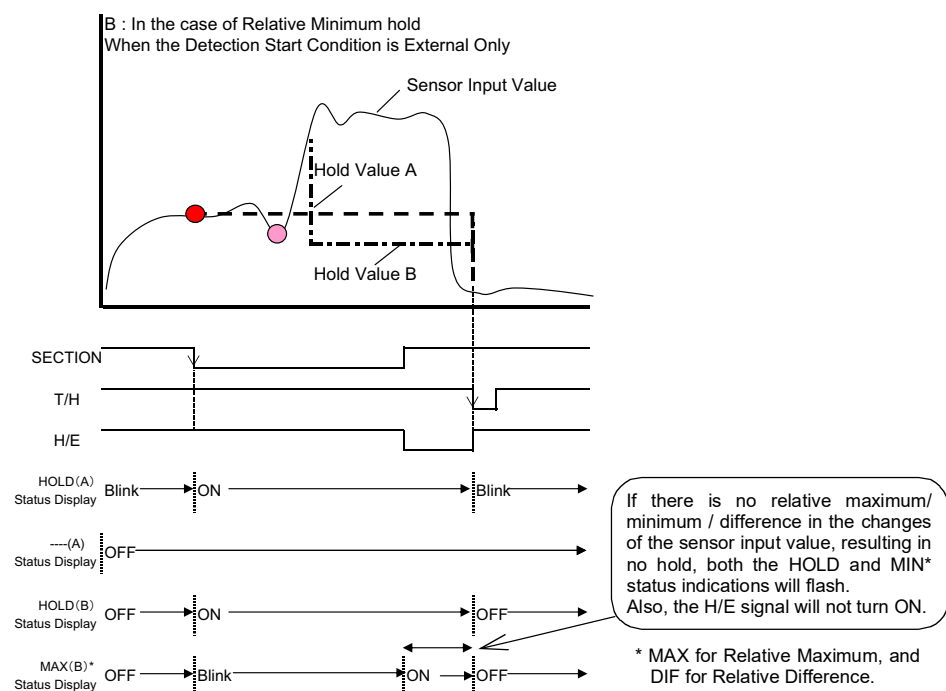 B : In the case of Relative Minimum hold
When the Detection Start Condition is External Only
Sensor Input Value
Hold Value A
Hold Value B
SECTION
T/H
H/E
HOLD(A)
Status Display
Blink
ON
Blink
----(A)
Status Display
OFF
HOLD(B)
Status Display
OFF
ON
OFF
MAX(B)*
Status Display
OFF
Blink
ON
OFF
If there is no relative maximum/
minimum / difference in the changes
of the sensor input value, resulting in
no hold, both the HOLD and MIN*
status indications will flash.
Also, the H/E signal will not turn ON.
* MAX for Relative Maximum, and
DIF for Relative Difference.